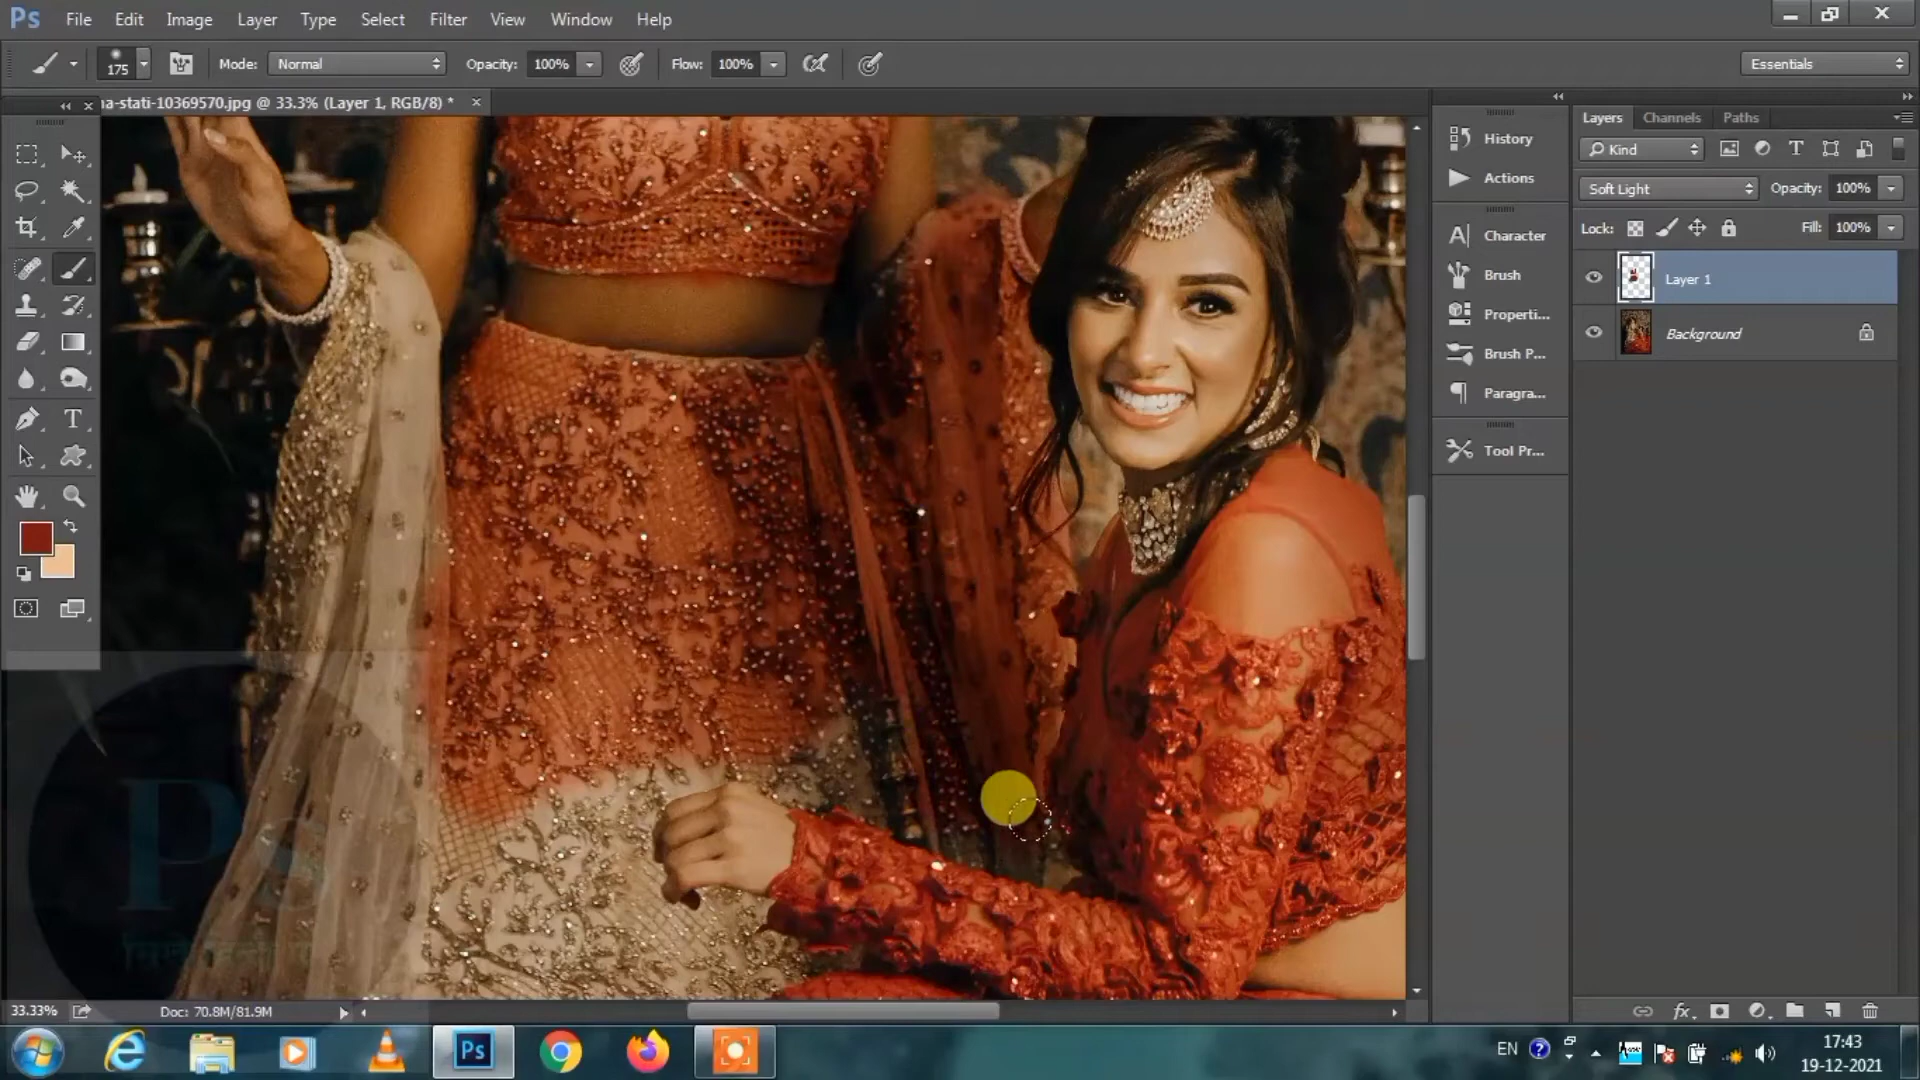 Ps File Edit Image Layer Type Select Filter View Window Help
175 Mode: Normal Opacity: 100% Flow: 100% Essentials
na-stati-10369570.jpg @ 33.3% (Layer 1, RGB/8) *
Layers Channels Paths
History
Kind
Actions
Soft Light Opacity: 100%
Character
Lock: Fill: 100%
Brush
Layer 1
Properti...
Background
Brush P...
Paragra...
Tool Pr...
PS
33.33% Doc: 70.8M/81.9M
Ps EN 17:43
19-12-2021